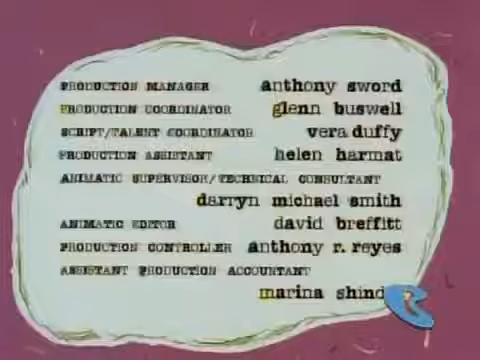 PRODUCTION MANAGER anthony sword
PRODUCTION COORDINATOR glenn buswell
SCRIPT/TALENT COORDINATOR vera duffy
PRODUCTION ASSISTANT helen harmat
ANIMATIC SUPERVISOR/TECHNICAL CONSULTANT
darryn michael smith
ANIMATIC EDITOR david breffitt
PRODUCTION CONTROLLER anthony r. reyes
ASSISTANT PRODUCTION ACCOUNTANT
marina